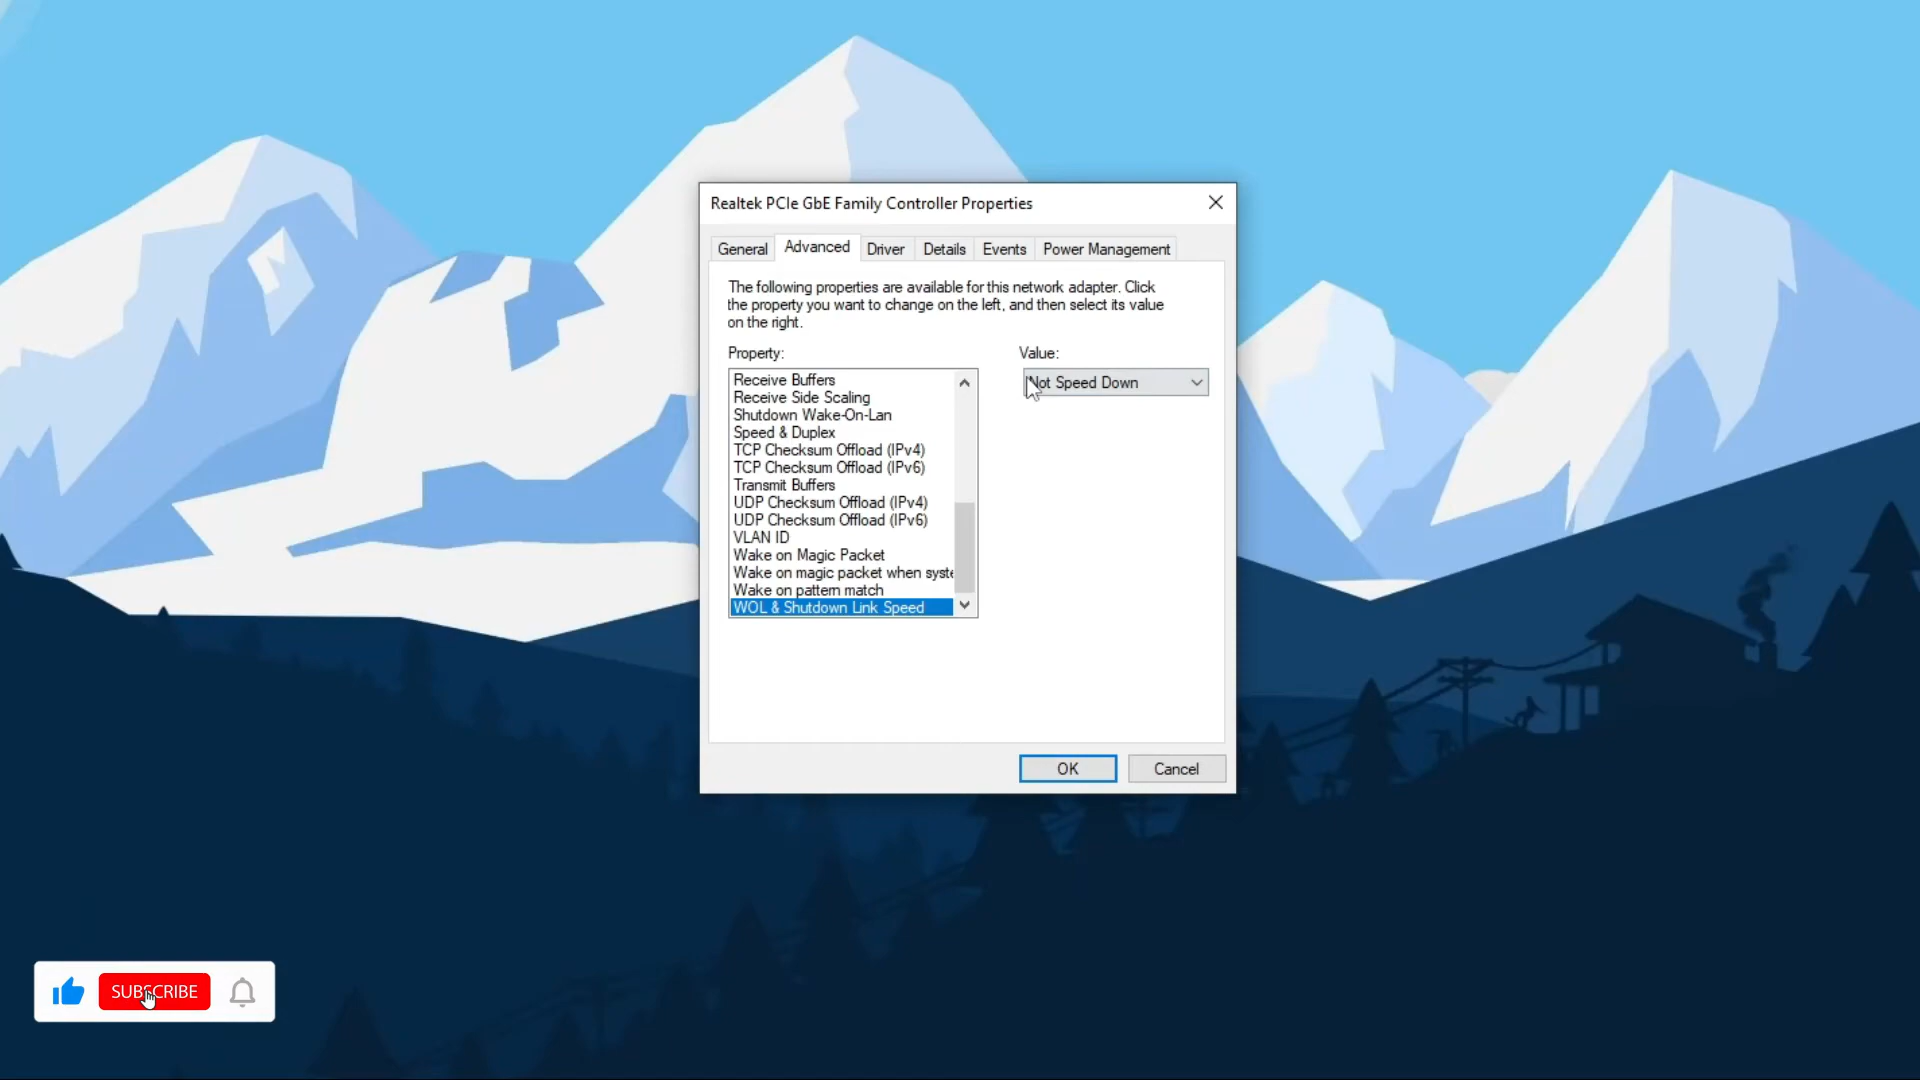 Realtek PCIe GbE Family Controller Properties
General
Advanced
Driver
Details
Events
Power Management
The following properties are available for this network adapter. Click
the property you want to change on the left, and then select its value
on the right.
Property:
Value:
Receive Buffers
Receive Side Scaling
Shutdown Wake-On-Lan
Speed & Duplex
TCP Checksum Offload (IPv4)
TCP Checksum Offload (IPv6)
Transmit Buffers
UDP Checksum Offload (IPv4)
UDP Checksum Offload (IPv6)
VLAN ID
Wake on Magic Packet
Wake on magic packet when syste
Wake on pattern match
WOL & Shutdown Link Speed
Not Speed Down
OK
Cancel
SUBSCRIBE